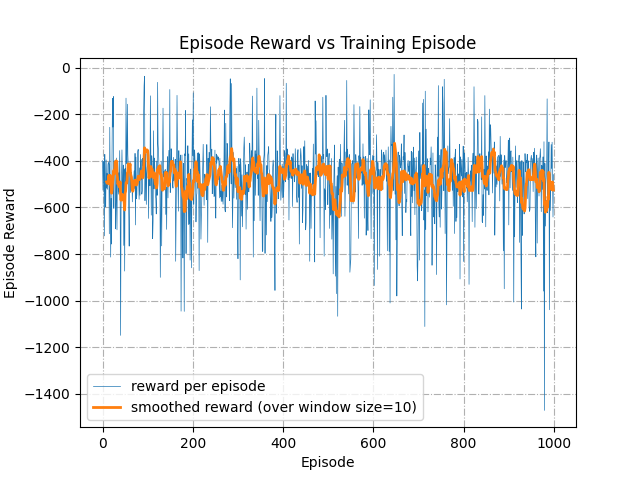 Episode Reward vs Training Episode
0
−200
−400
−600
−800
−1000
−1200
−1400
Episode Reward
reward per episode
smoothed reward (over window size=10)
0 200 400 600 800 1000
Episode